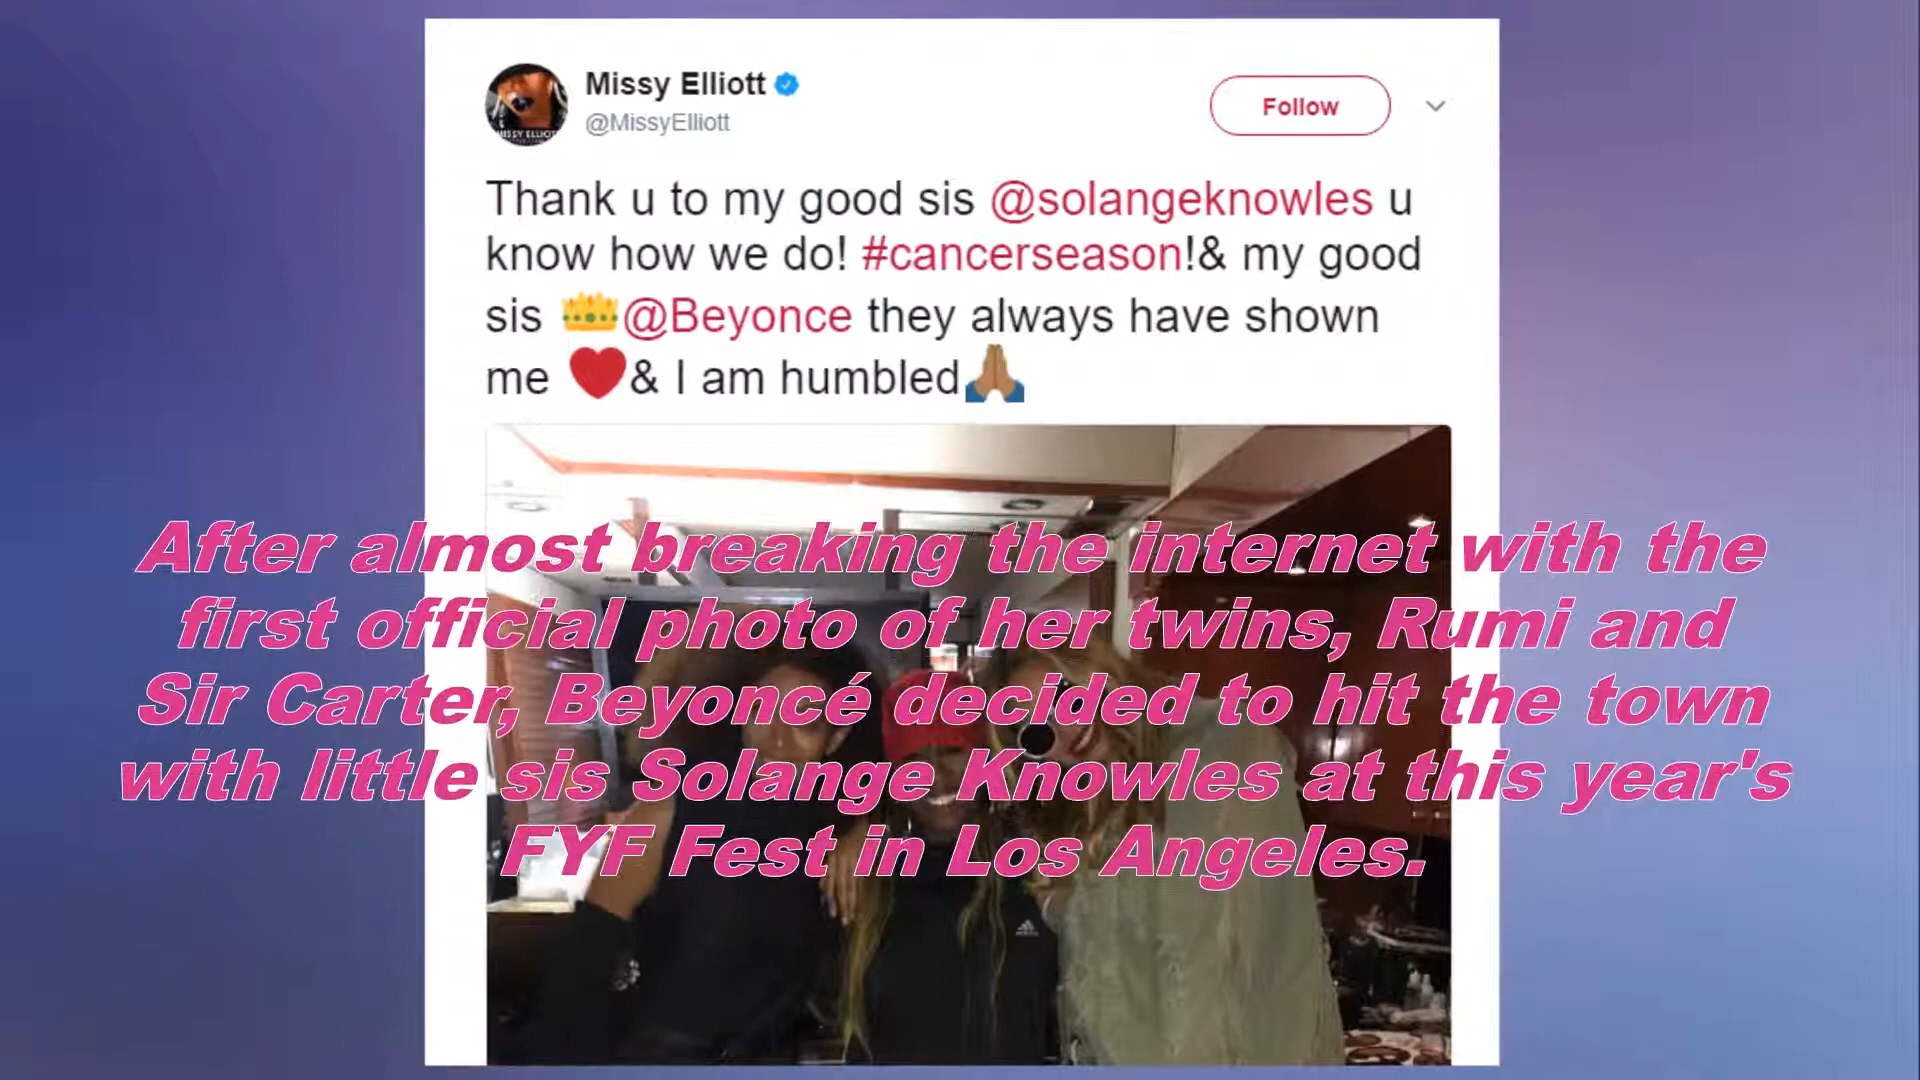 Missy Elliott
@MissyElliott
Follow
Thank u to my good sis @solangeknowles u
know how we do! #cancerseason!& my good
sis 👑@Beyonce they always have shown
me ❤️& I am humbled🙏🏽
After almost breaking the internet with the
first official photo of her twins, Rumi and
Sir Carter, Beyoncé decided to hit the town
with little sis Solange Knowles at this year's
FYF Fest in Los Angeles.